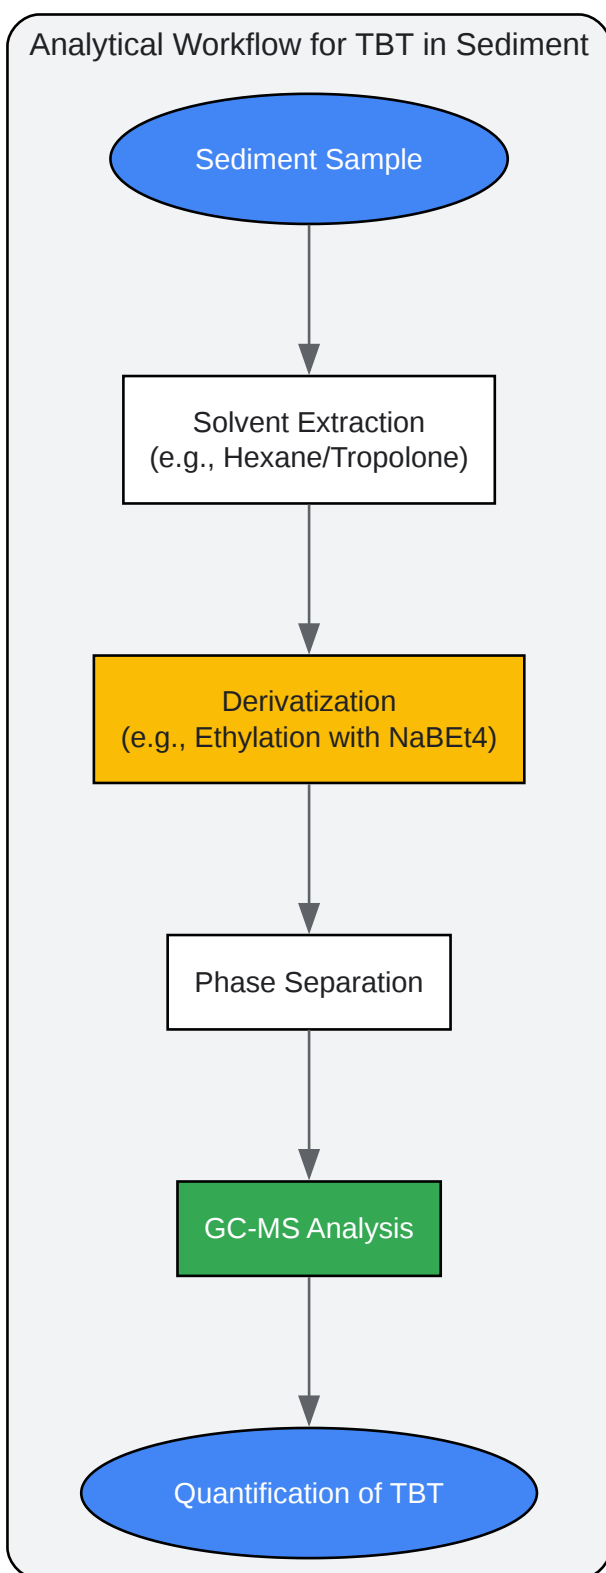 Analytical Workflow for TBT in Sediment
Sediment Sample
Solvent Extraction
(e.g., Hexane/Tropolone)
Derivatization
(e.g., Ethylation with NaBEt4)
Phase Separation
GC-MS Analysis
Quantification of TBT